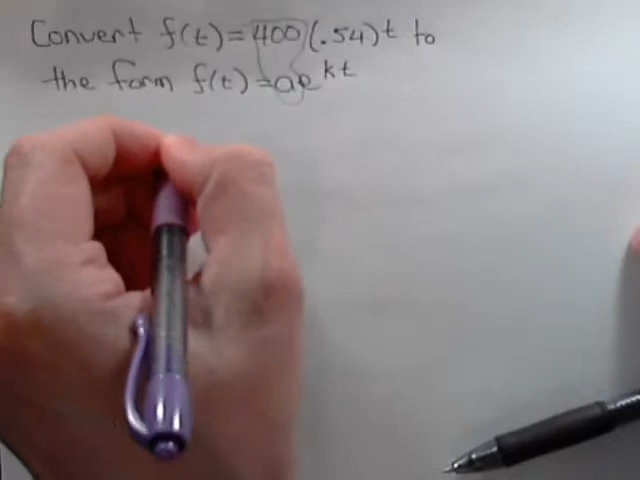 Convert f(t)=400(.54)t to
the form f(t)=ae^kt